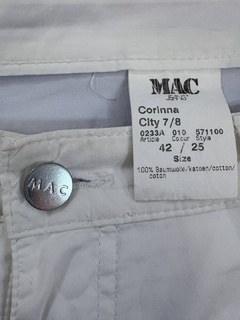 MAC
JEANS
Corinna
City 7/8
0233A 010 571100
Article Colour Style
42 / 25
Size
100% Baumwolle/katoen/cotton/
coton
MAC